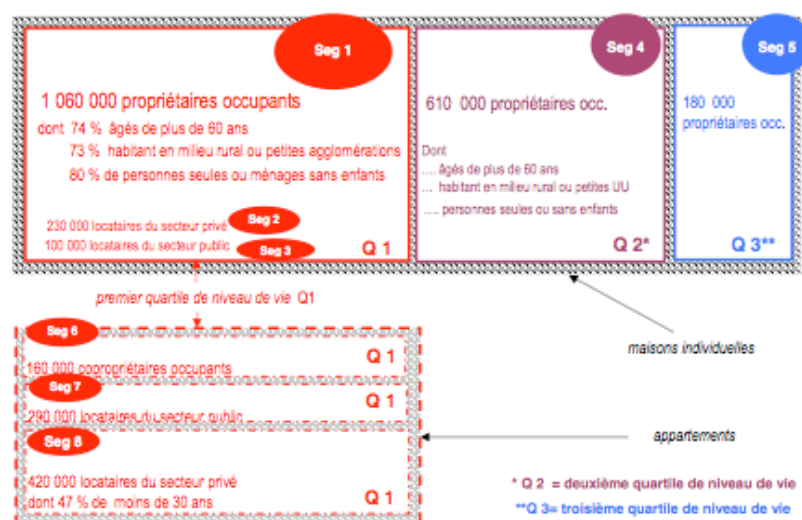 Seg 1
1 060 000 propriétaires occupants
dont 74 % âgés de plus de 60 ans
73 % habitant en milieu rural ou petites agglomérations
80 % de personnes seules ou ménages sans enfants
230 000 locataires du secteur privé
Seg 2
100 000 locataires du secteur public
Seg 3
Q 1
Seg 4
610 000 propriétaires occ.
Dont
.... âgés de plus de 60 ans
... habitant en milieu rural ou petites UU
.... personnes seules ou sans enfants
Q 2*
Seg 5
180 000
propriétaires occ.
Q 3**
premier quartile de niveau de vie Q1
maisons individuelles
Seg 6
160 000 copropriétaires occupants
Q 1
Seg 7
290 000 locataires du secteur public
Q 1
Seg 8
420 000 locataires du secteur privé
dont 47 % de moins de 30 ans
Q 1
appartements
* Q 2 = deuxième quartile de niveau de vie
**Q 3= troisième quartile de niveau de vie